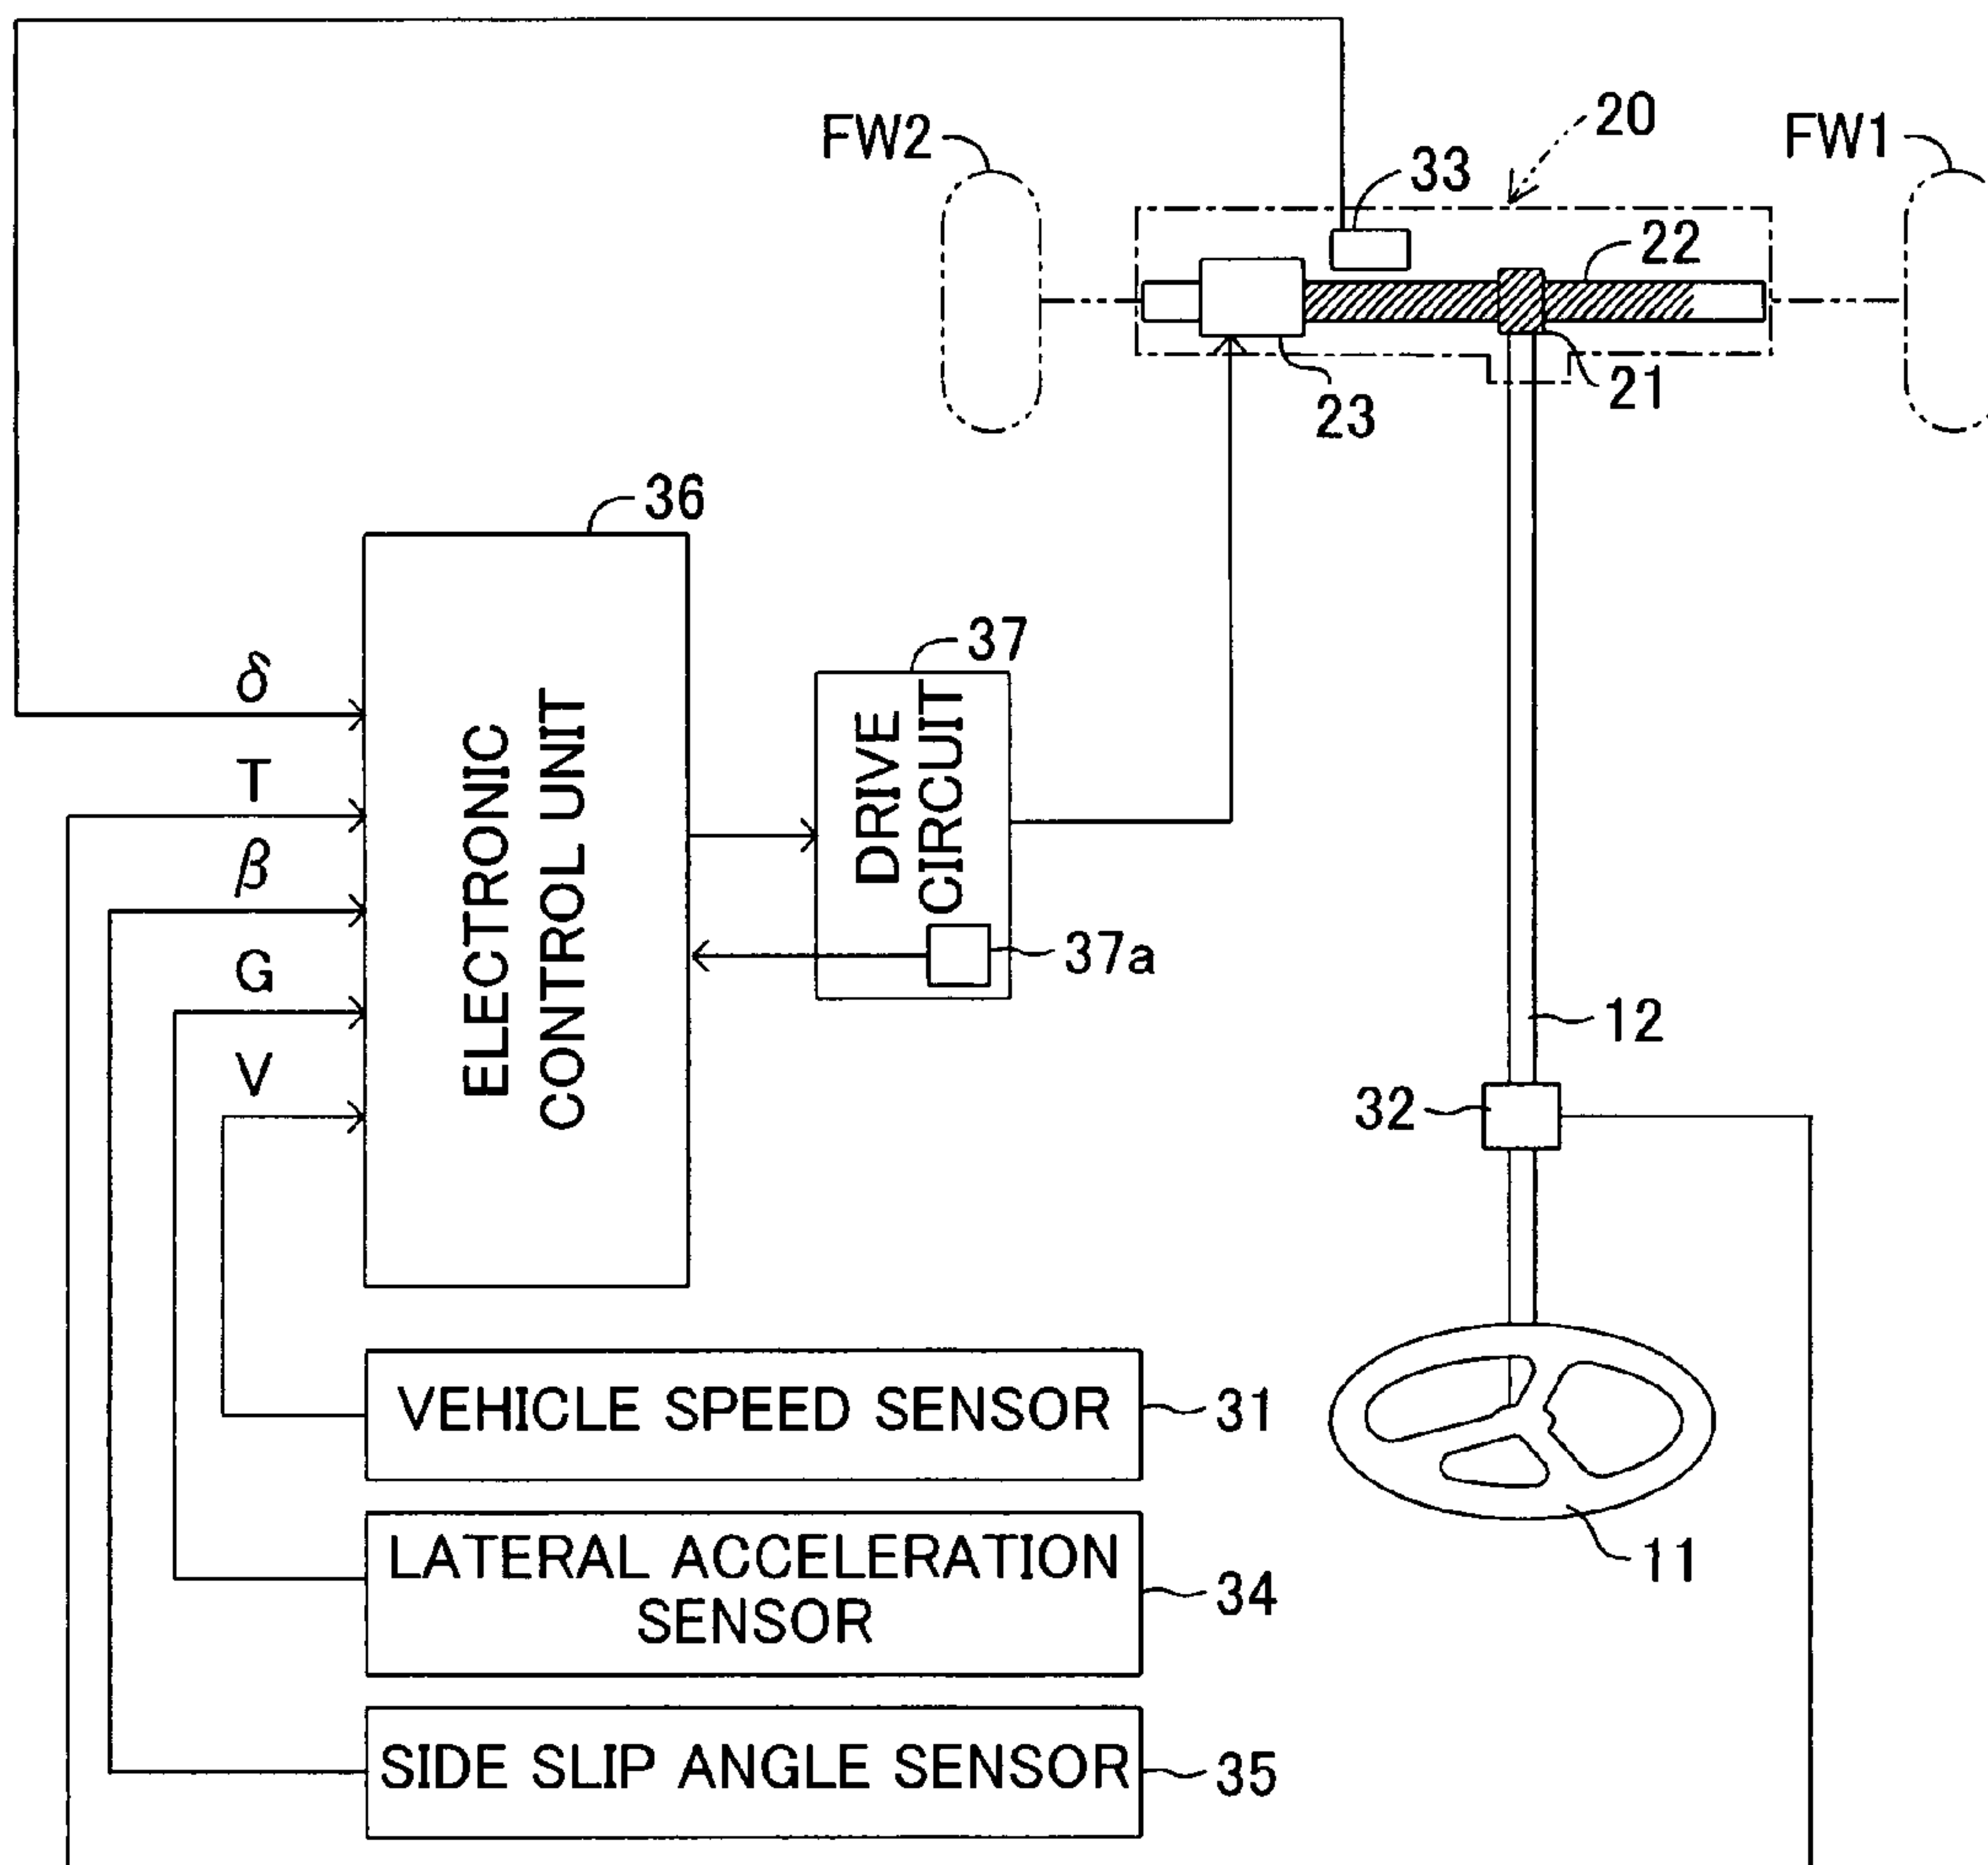 20
FW2
FW1
33
22
21
23
36
37
δ
T
β
G
V
ELECTRONIC
CONTROL UNIT
DRIVE
CIRCUIT
37a
12
32
VEHICLE SPEED SENSOR
31
LATERAL ACCELERATION
SENSOR
34
11
SIDE SLIP ANGLE SENSOR
35